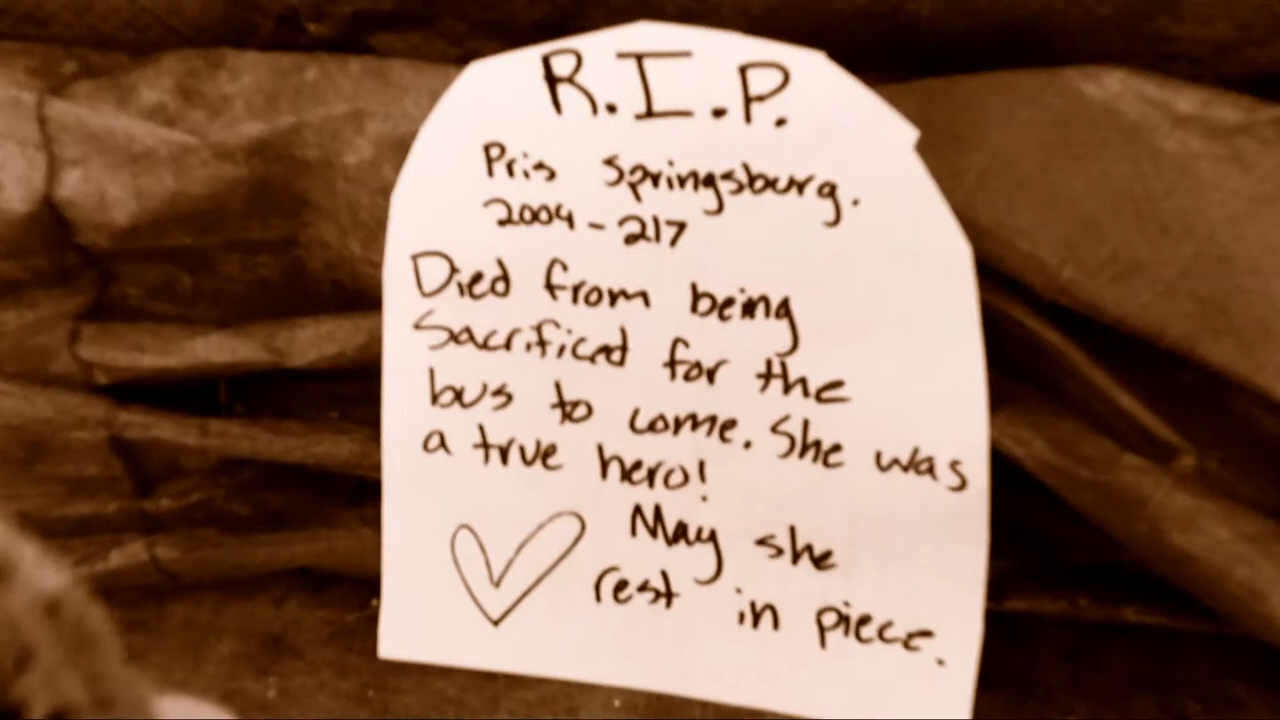 R.I.P.
Pris Springsburg.
2004-217
Died from being
Sacrificed for the
bus to come. She was
a true hero!
May she
rest in piece.